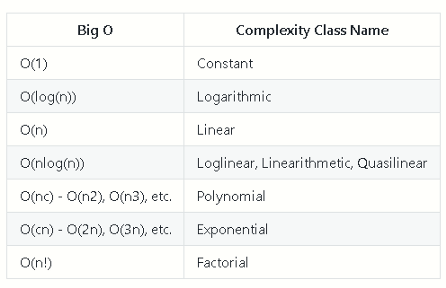 Big O Complexity Class Name
O(1) Constant
O(log(n)) Logarithmic
O(n) Linear
O(nlog(n)) Loglinear, Linearithmetic, Quasilinear
O(nc) - O(n2), O(n3), etc. Polynomial
O(cn) - O(2n), O(3n), etc. Exponential
O(n!) Factorial